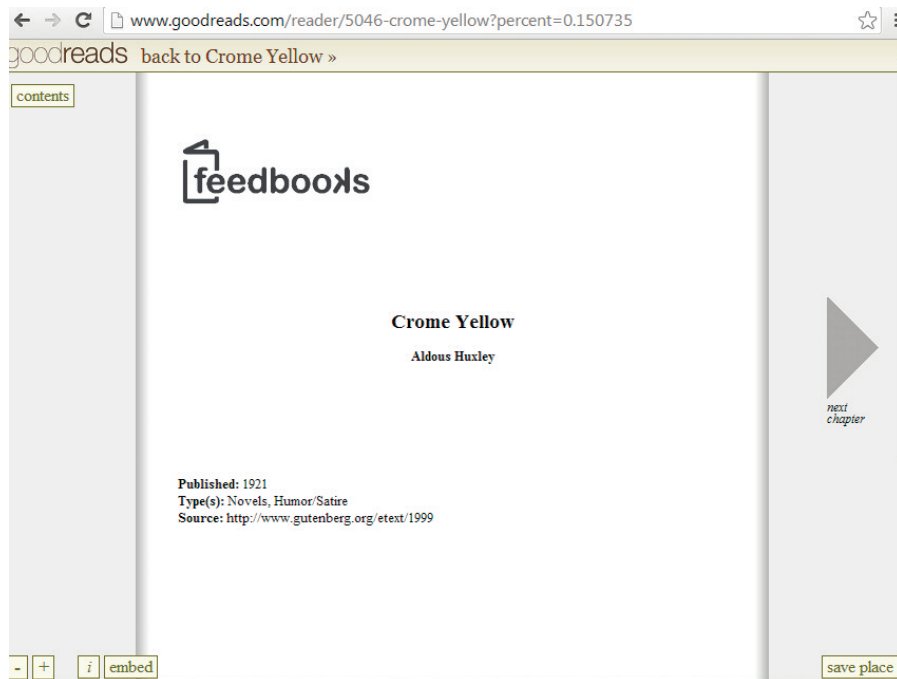 www.goodreads.com/reader/5046-crome-yellow?percent=0.150735
goodreads back to Crome Yellow »
contents
feedbooks
Crome Yellow
Aldous Huxley
next
chapter
Published: 1921
Type(s): Novels, Humor/Satire
Source: http://www.gutenberg.org/etext/1999
- + i embed save place